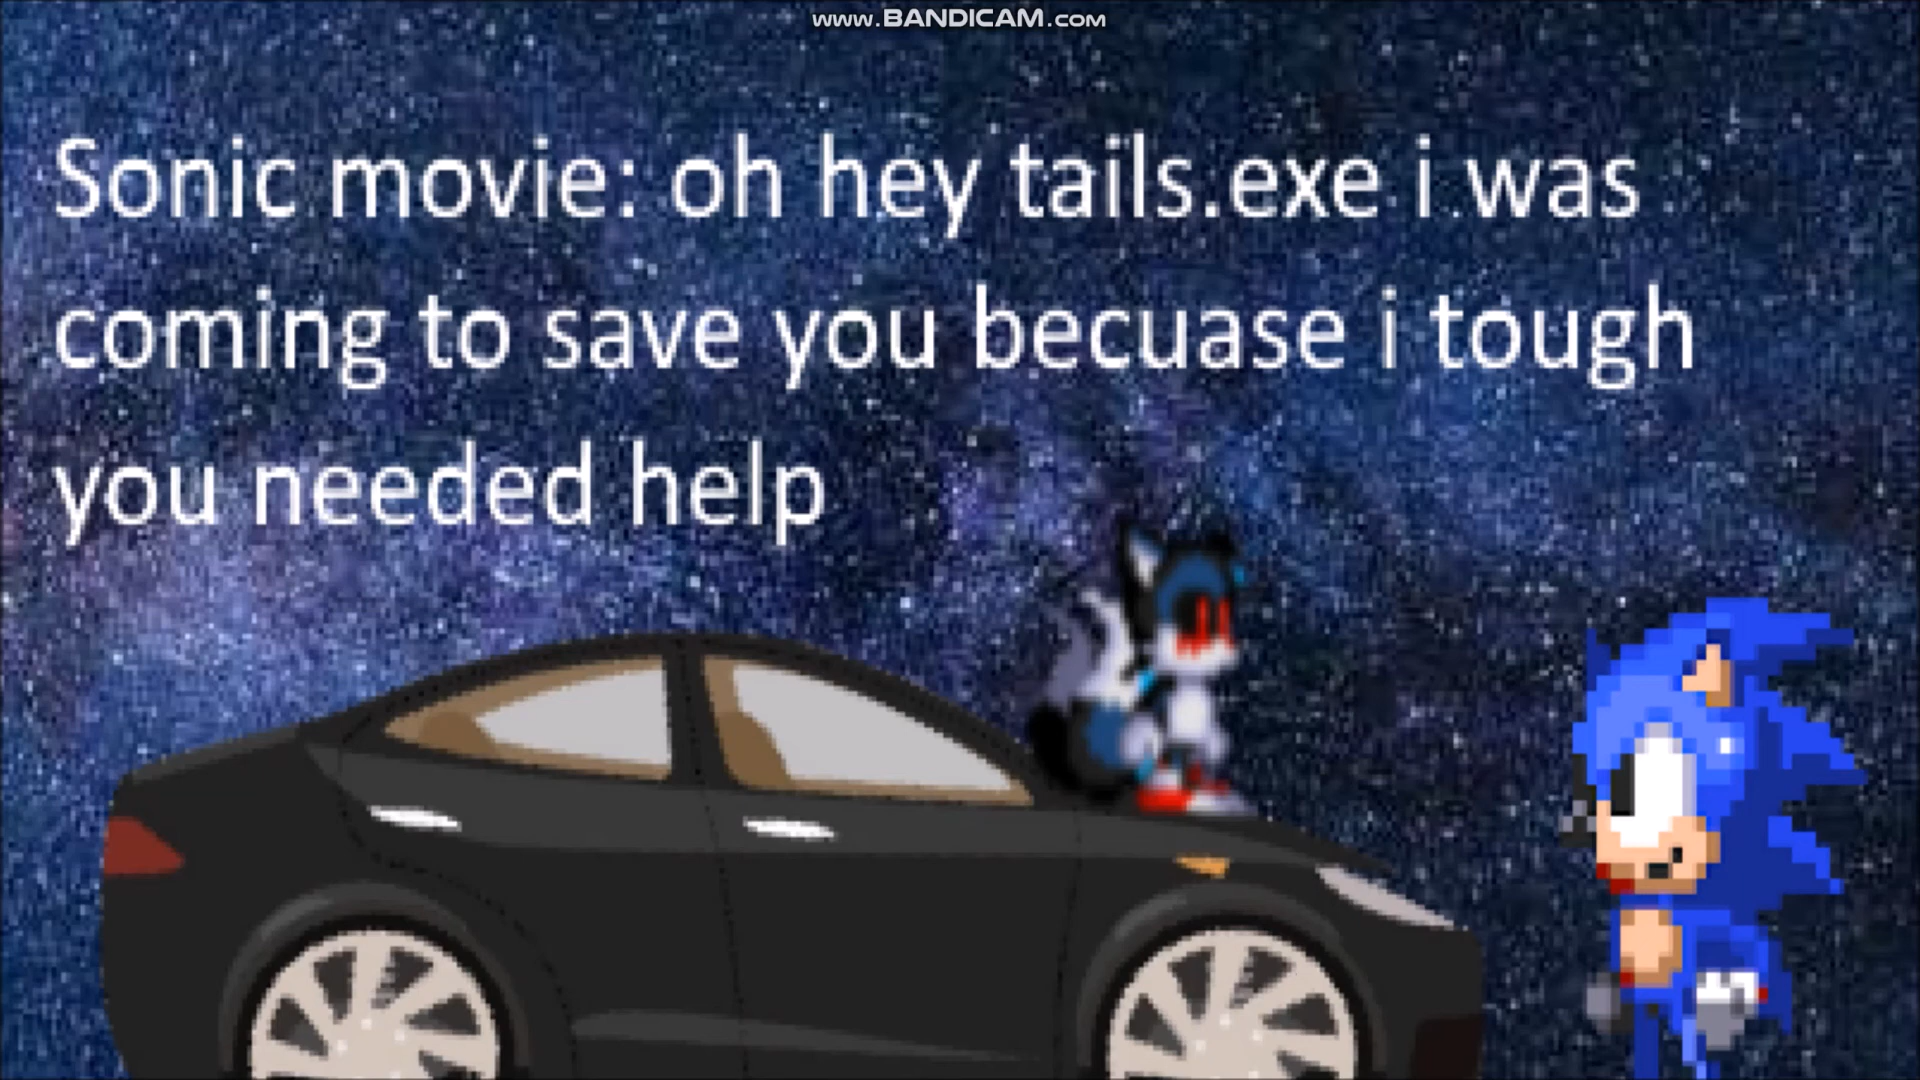 www.BANDICAM.com
Sonic movie: oh hey tails.exe i was
coming to save you becuase i tough
you needed help